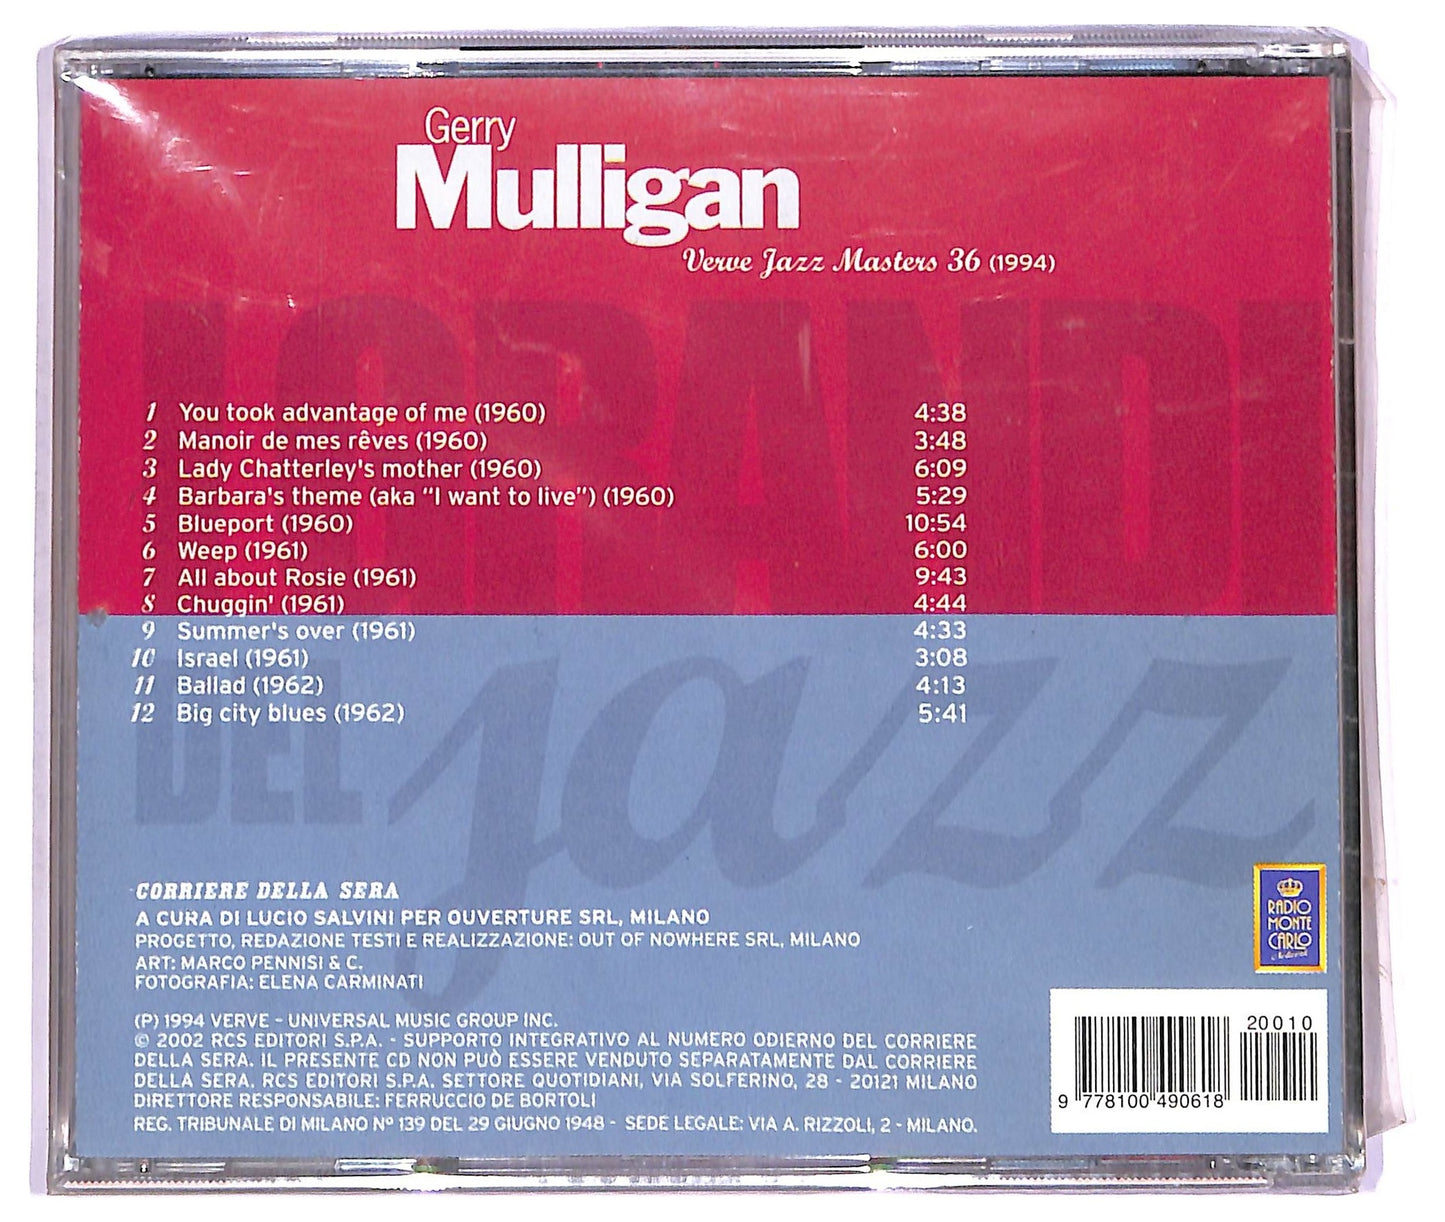 Gerry
Mulligan
Verve Jazz Masters 36 (1994)
I GRANDI
DEL jazz
1 You took advantage of me (1960) 4:38
2 Manoir de mes rêves (1960) 3:48
3 Lady Chatterley's mother (1960) 6:09
4 Barbara's theme (aka “I want to live”) (1960) 5:29
5 Blueport (1960) 10:54
6 Weep (1961) 6:00
7 All about Rosie (1961) 9:43
8 Chuggin' (1961) 4:44
9 Summer's over (1961) 4:33
10 Israel (1961) 3:08
11 Ballad (1962) 4:13
12 Big city blues (1962) 5:41
CORRIERE DELLA SERA
A CURA DI LUCIO SALVINI PER OUVERTURE SRL, MILANO
PROGETTO, REDAZIONE TESTI E REALIZZAZIONE: OUT OF NOWHERE SRL, MILANO
ART: MARCO PENNISI & C.
FOTOGRAFIA: ELENA CARMINATI
(P) 1994 VERVE - UNIVERSAL MUSIC GROUP INC.
© 2002 RCS EDITORI S.P.A. - SUPPORTO INTEGRATIVO AL NUMERO ODIERNO DEL CORRIERE
DELLA SERA. IL PRESENTE CD NON PUÒ ESSERE VENDUTO SEPARATAMENTE DAL CORRIERE
DELLA SERA. RCS EDITORI S.P.A. SETTORE QUOTIDIANI, VIA SOLFERINO, 28 - 20121 MILANO
DIRETTORE RESPONSABILE: FERRUCCIO DE BORTOLI
REG. TRIBUNALE DI MILANO Nº 139 DEL 29 GIUGNO 1948 - SEDE LEGALE: VIA A. RIZZOLI, 2 - MILANO.
RADIO
MONTE
CARLO
20010
9 778100 490618